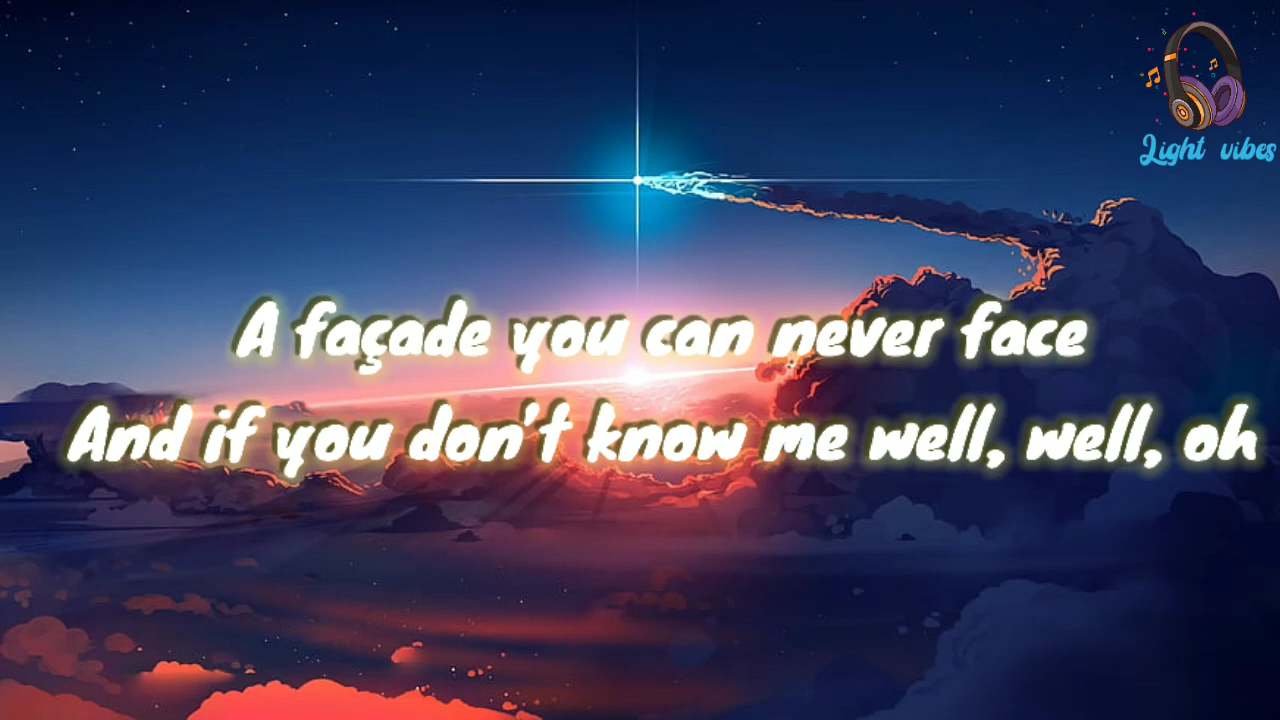 Light vibes
A façade you can never face
And if you don't know me well, well, oh